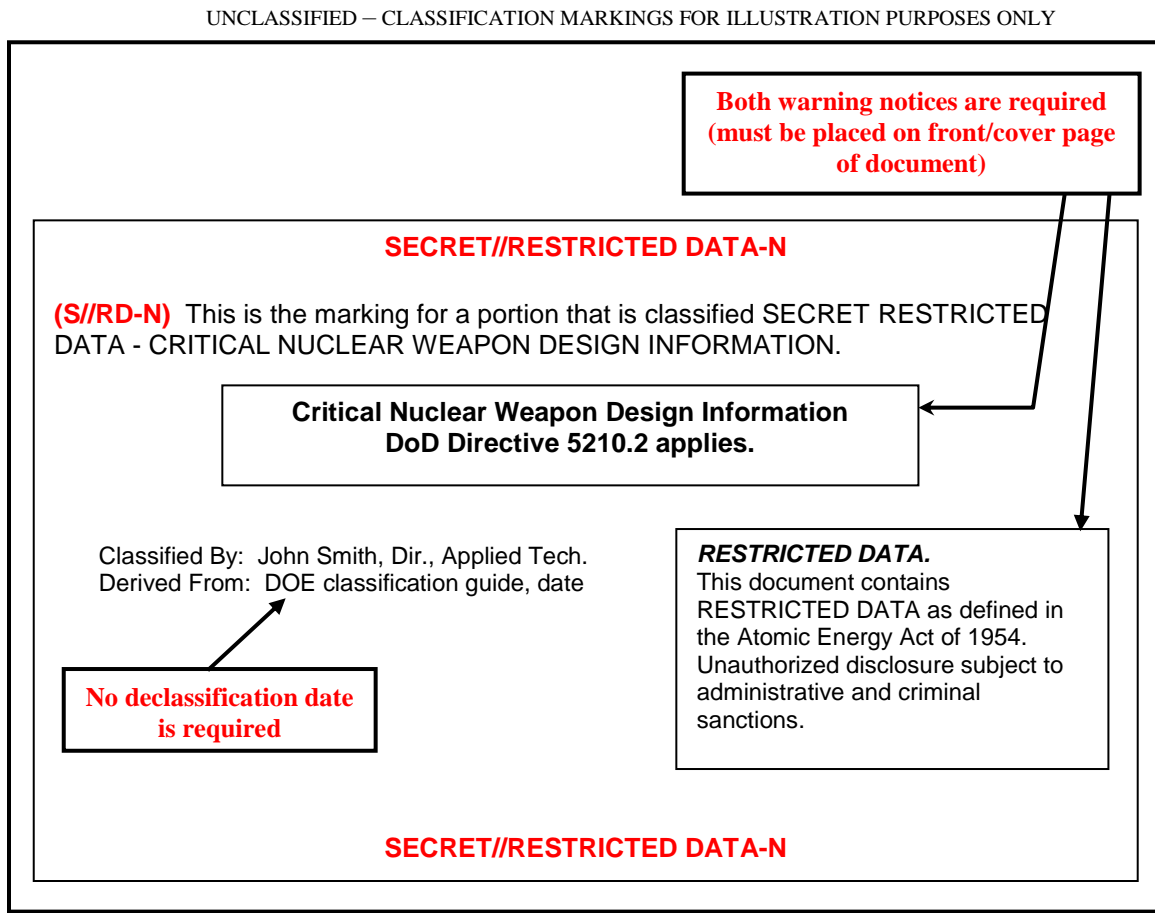 UNCLASSIFIED – CLASSIFICATION MARKINGS FOR ILLUSTRATION PURPOSES ONLY
Both warning notices are required
(must be placed on front/cover page
of document)
SECRET//RESTRICTED DATA-N
(S//RD-N) This is the marking for a portion that is classified SECRET RESTRICTED
DATA - CRITICAL NUCLEAR WEAPON DESIGN INFORMATION.
Critical Nuclear Weapon Design Information
DoD Directive 5210.2 applies.
Classified By: John Smith, Dir., Applied Tech.
Derived From: DOE classification guide, date
No declassification date
is required
RESTRICTED DATA.
This document contains
RESTRICTED DATA as defined in
the Atomic Energy Act of 1954.
Unauthorized disclosure subject to
administrative and criminal
sanctions.
SECRET//RESTRICTED DATA-N